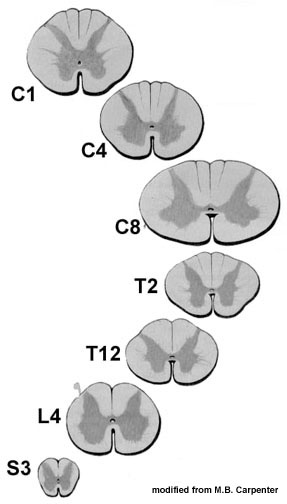 C1
C4
C8
T2
T12
L4
S3
modified from M.B. Carpenter